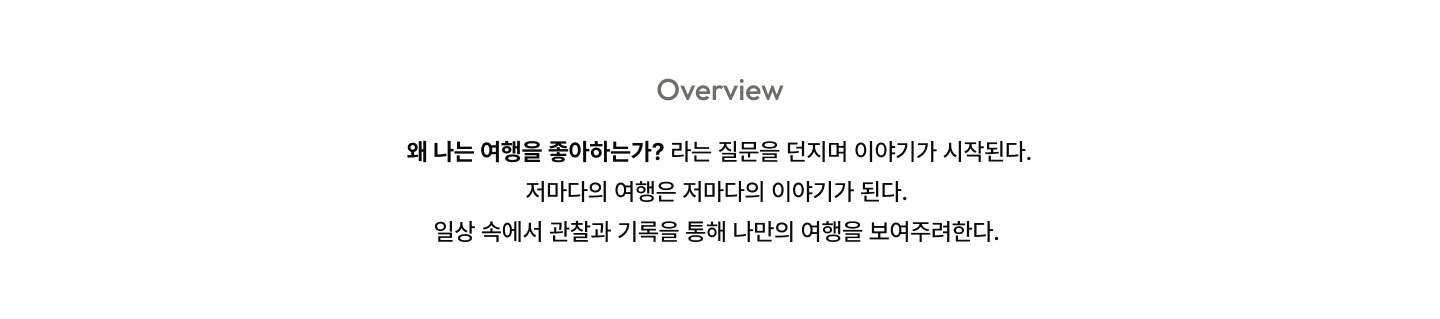 Overview
왜 나는 여행을 좋아하는가? 라는 질문을 던지며 이야기가 시작된다.
저마다의 여행은 저마다의 이야기가 된다.
일상 속에서 관찰과 기록을 통해 나만의 여행을 보여주려한다.